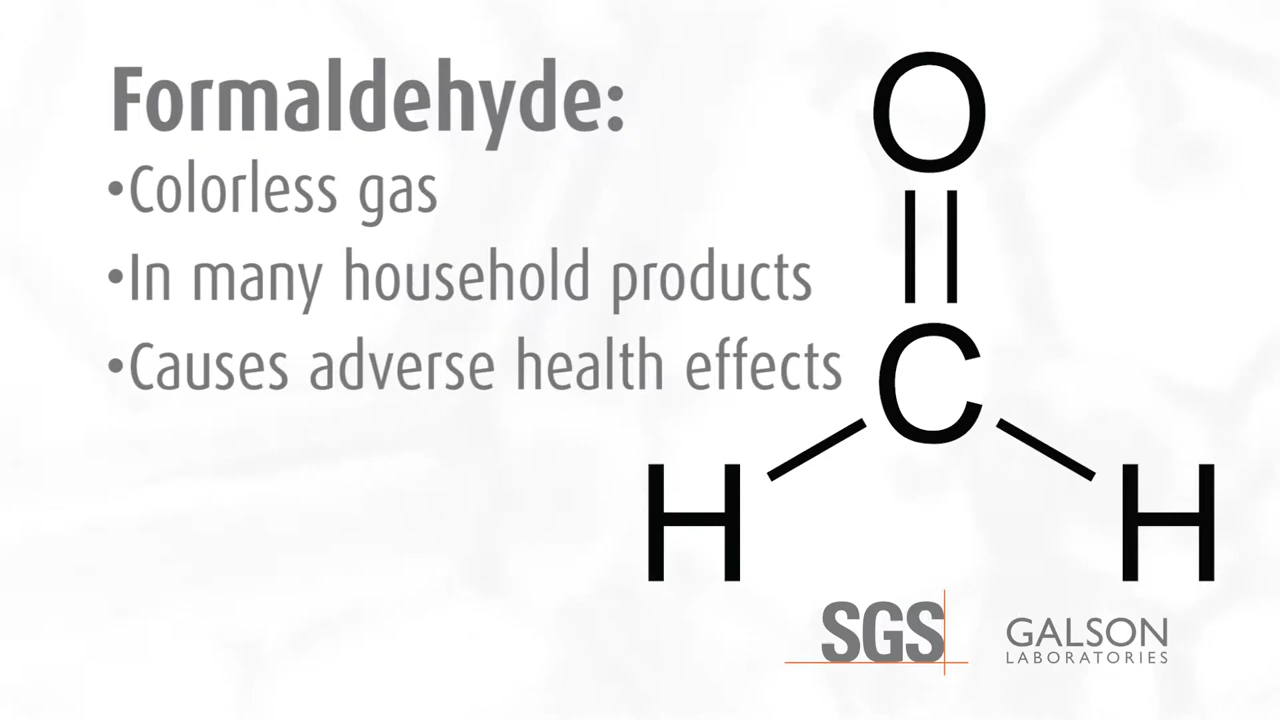 Formaldehyde:
•Colorless gas
•In many household products
•Causes adverse health effects
O
C
H H
SGS
GALSON
LABORATORIES